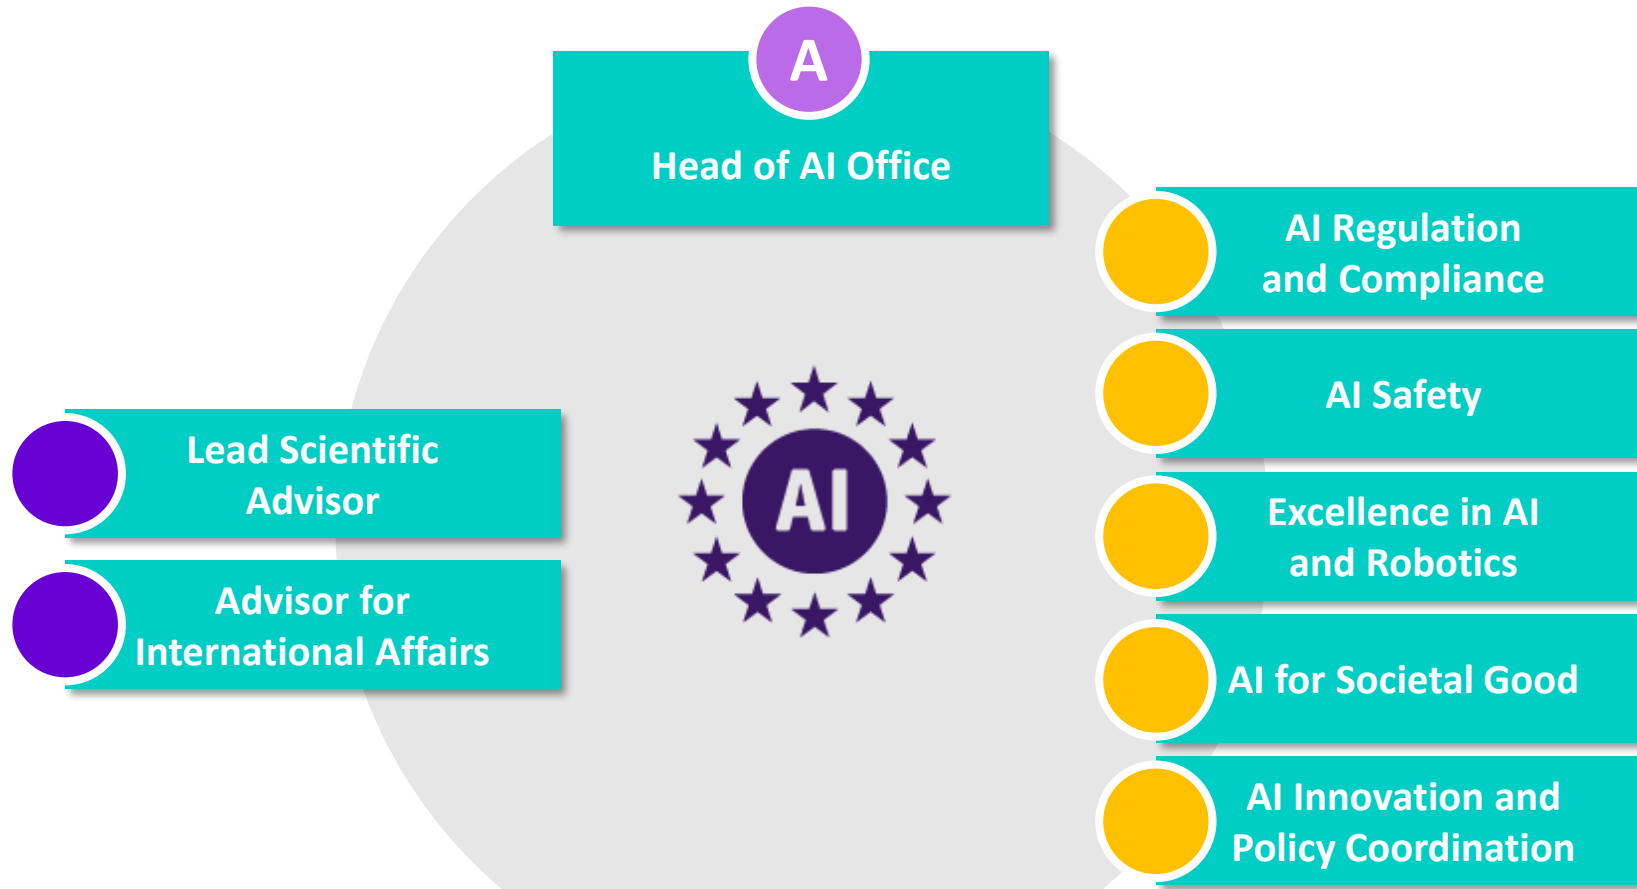 A
Head of AI Office
AI Regulation
and Compliance
AI Safety
Excellence in AI
and Robotics
AI for Societal Good
AI Innovation and
Policy Coordination
Lead Scientific
Advisor
Advisor for
International Affairs
AI